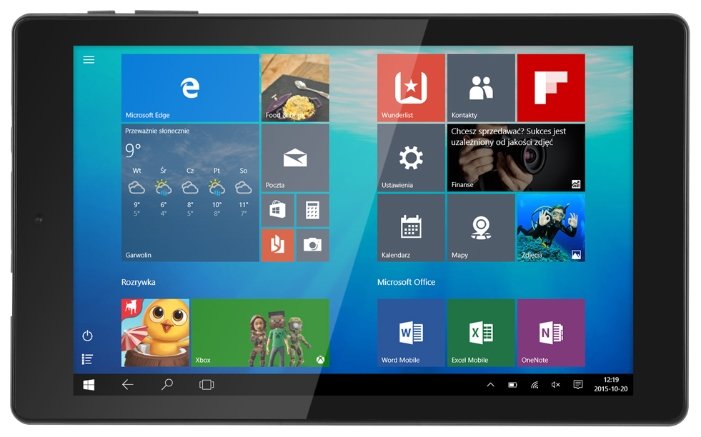 Microsoft Edge
Food & Drink
Przeważnie słonecznie
9°
Wt Śr Cz Pt So
9° 6° 8° 10° 11°
5° 4° 8° 8° 7°
Garwolin
Poczta
Wunderlist
Kontakty
Ustawienia
Chcesz sprzedawać? Sukces jest
uzależniony od jakości zdjęć
Finanse
Kalendarz
Mapy
Zdjęcia
Rozrywka
Xbox
Microsoft Office
Word Mobile
Excel Mobile
OneNote
12:19
2015-10-20